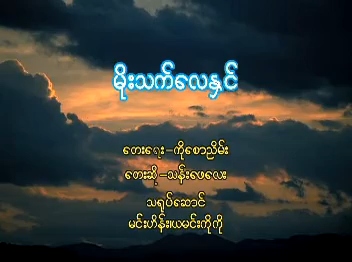 မိုးသက်လေနှင်
တေးရေး-ကိုစောညိမ်း
တေးဆို-သန်းဖေလေး
သရုပ်ဆောင်
မင်းဟိန်း၊ယမင်းကိုကို